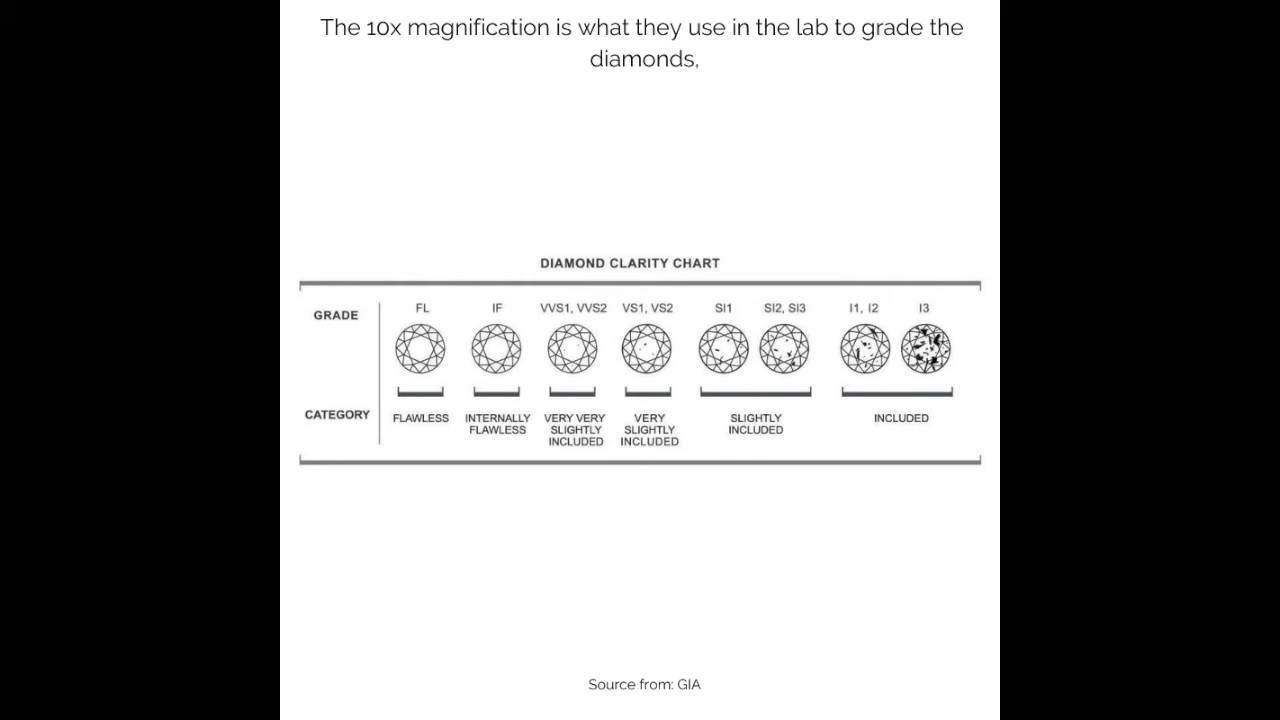 The 10x magnification is what they use in the lab to grade the
diamonds,
DIAMOND CLARITY CHART
GRADE
FL
IF
VVS1, VVS2
VS1, VS2
SI1
SI2, SI3
I1, I2
I3
CATEGORY
FLAWLESS
INTERNALLY
FLAWLESS
VERY VERY
SLIGHTLY
INCLUDED
VERY
SLIGHTLY
INCLUDED
SLIGHTLY
INCLUDED
INCLUDED
Source from: GIA